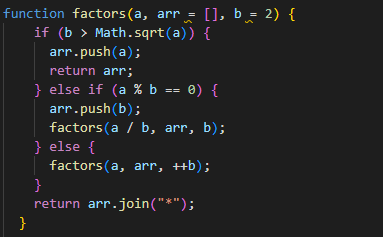 function factors(a, arr = [], b = 2) {
if (b > Math.sqrt(a)) {
arr.push(a);
return arr;
} else if (a % b == 0) {
arr.push(b);
factors(a / b, arr, b);
} else {
factors(a, arr, ++b);
}
return arr.join("*");
}